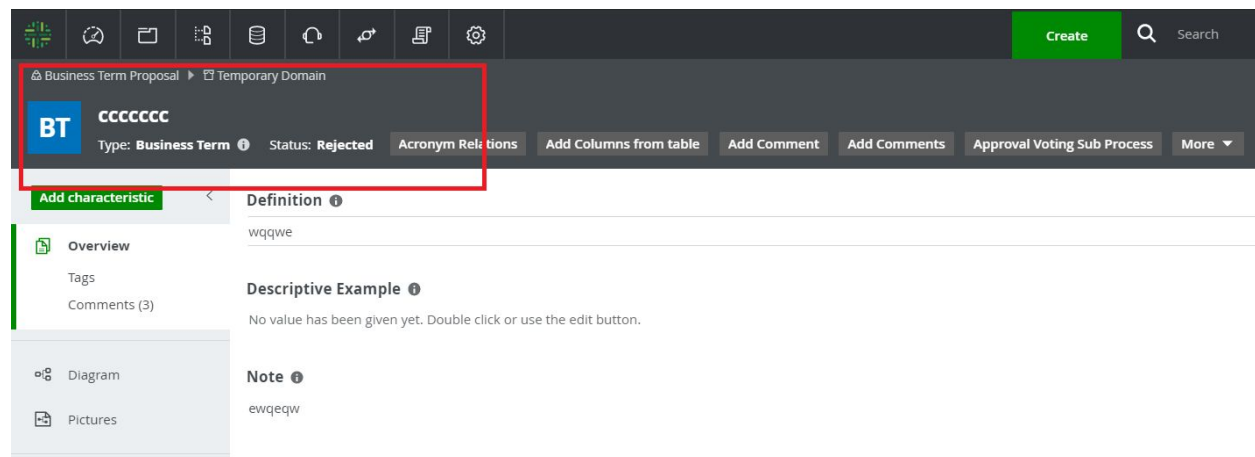 Create Search
Business Term Proposal Temporary Domain
BT
ccccccc
Type: Business Term Status: Rejected Acronym Relations Add Columns from table Add Comment Add Comments Approval Voting Sub Process More
Add characteristic
Overview
Tags
Comments (3)
Diagram
Pictures
Definition
wqqwe
Descriptive Example
No value has been given yet. Double click or use the edit button.
Note
ewqeqw